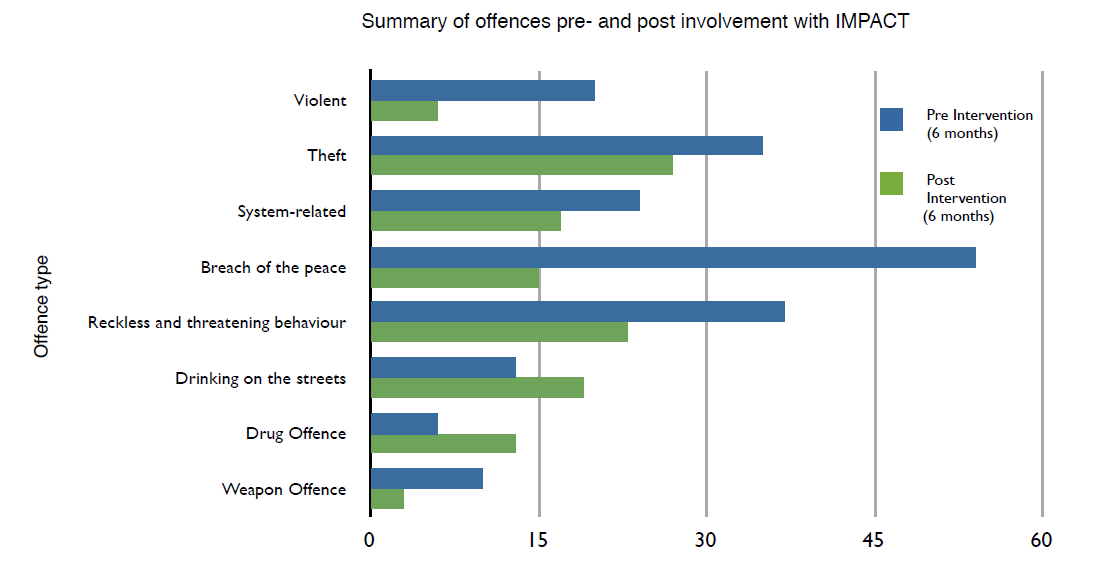 Summary of offences pre- and post involvement with IMPACT
Offence type
Violent
Theft
System-related
Breach of the peace
Reckless and threatening behaviour
Drinking on the streets
Drug Offence
Weapon Offence
0 15 30 45 60
Pre Intervention
(6 months)
Post
Intervention
(6 months)